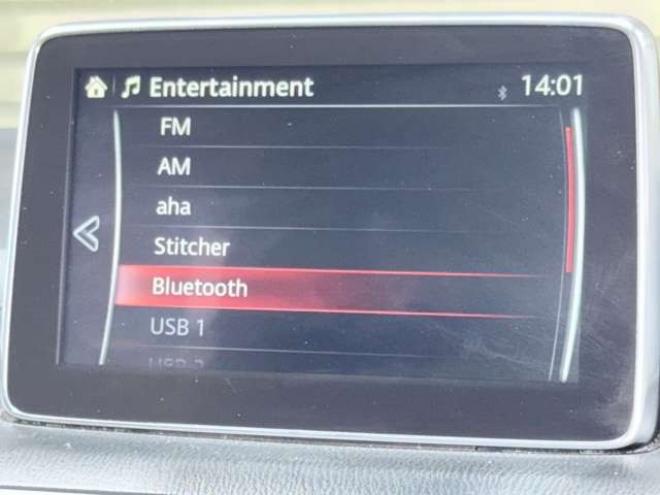 Entertainment 14:01
FM
AM
aha
Stitcher
Bluetooth
USB 1